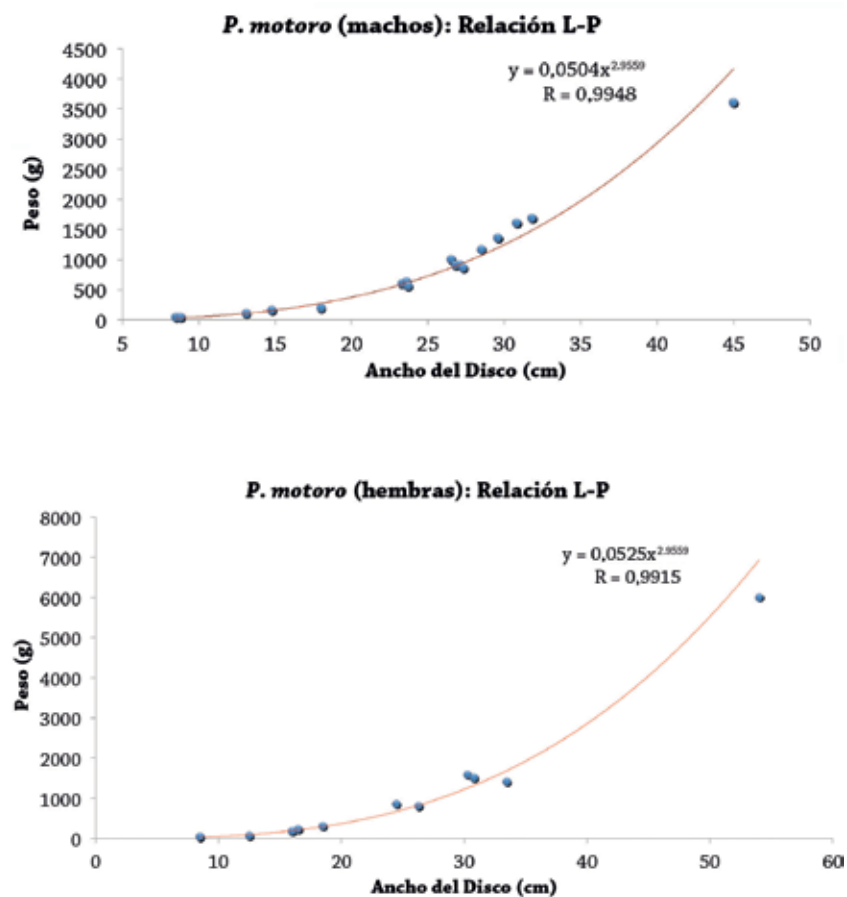 P. motoro (machos): Relación L-P
4500
4000
3500
3000
2500
2000
1500
1000
500
0
Peso (g)
y = 0,0504x^2.9559
R = 0,9948
5 10 15 20 25 30 35 40 45 50
Ancho del Disco (cm)
P. motoro (hembras): Relación L-P
8000
7000
6000
5000
4000
3000
2000
1000
0
Peso (g)
y = 0,0525x^2.9559
R = 0,9915
0 10 20 30 40 50 60
Ancho del Disco (cm)